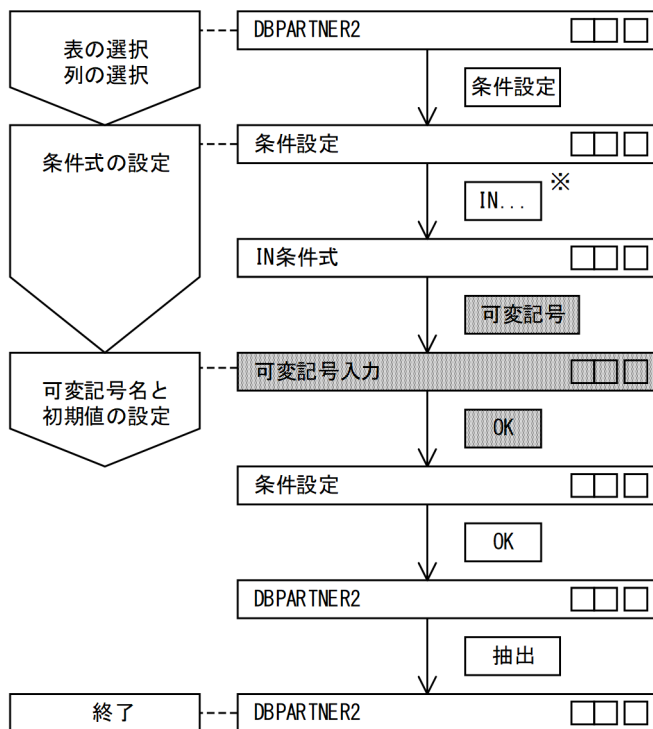 表の選択
列の選択
DBPARTNER2
条件設定
条件式の設定
条件設定
IN...
※
IN条件式
可変記号
可変記号名と
初期値の設定
可変記号入力
OK
条件設定
OK
DBPARTNER2
抽出
終了
DBPARTNER2